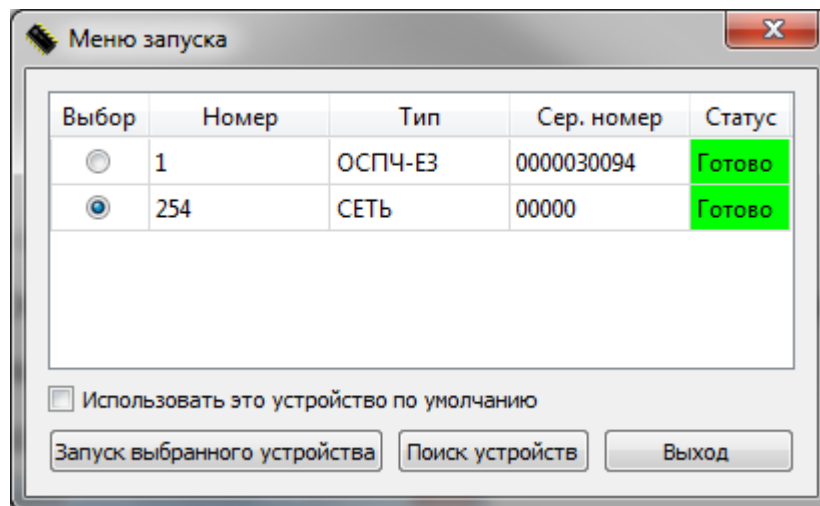 Меню запуска
Выбор Номер Тип Сер. номер Статус
1 ОСПЧ-ЕЗ 0000030094 Готово
254 СЕТЬ 00000 Готово
Использовать это устройство по умолчанию
Запуск выбранного устройства Поиск устройств Выход